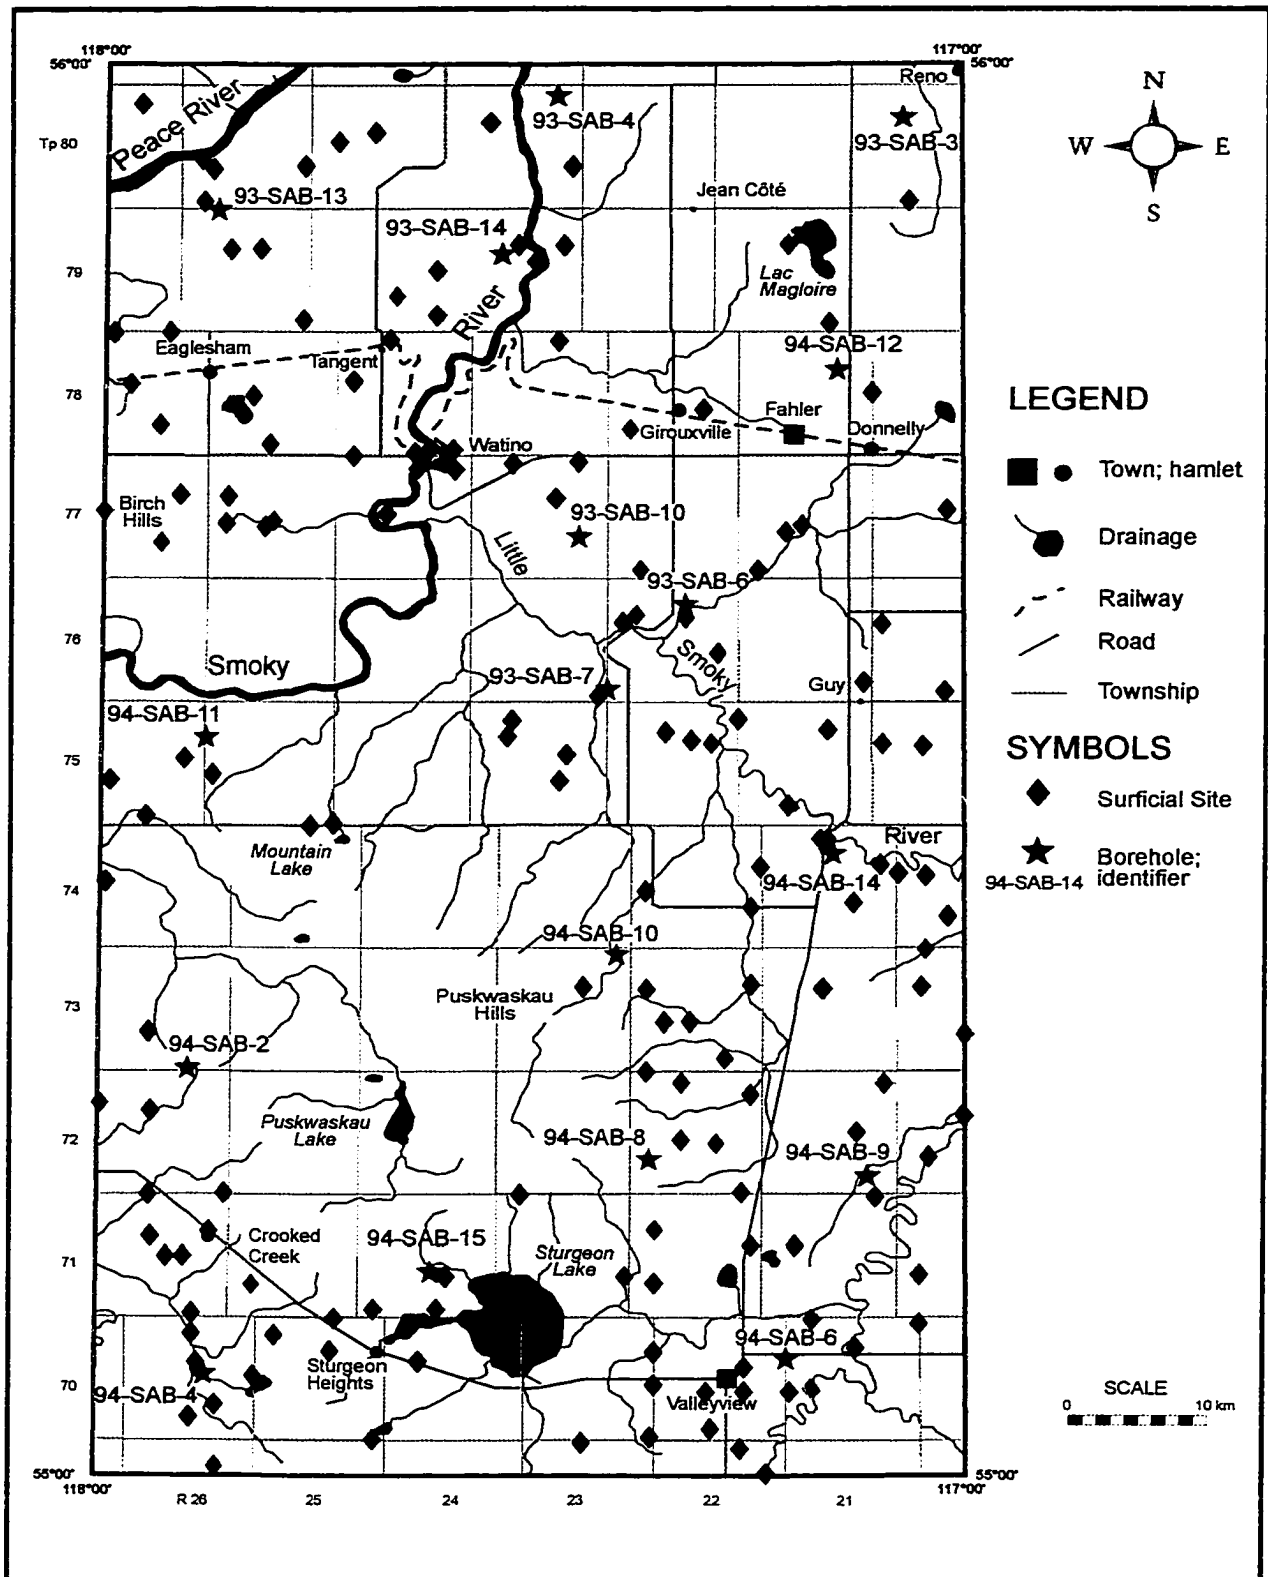 118°00'
117°00'
56°00'
56°00'
Reno
N
Peace River
93-SAB-4
Tp 80
93-SAB-3
W
E
93-SAB-13
Jean Côté
S
93-SAB-14
79
Lac
Magloire
River
Eaglesham
Tangent
94-SAB-12
78
LEGEND
Fahler
Girouxville
Donnelly
Watino
Town; hamlet
Birch
Hills
77
93-SAB-10
Drainage
Little
93-SAB-6
Railway
76
Smoky
Smoky
Road
93-SAB-7
Guy
Township
94-SAB-11
SYMBOLS
75
Surficial Site
River
Mountain
Lake
Borehole;
identifier
94-SAB-14
74
94-SAB-14
94-SAB-10
Puskwaskau
Hills
73
94-SAB-2
Puskwaskau
Lake
72
94-SAB-8
94-SAB-9
Crooked
Creek
94-SAB-15
Sturgeon
Lake
71
94-SAB-6
Sturgeon
Heights
70
94-SAB-4
Valleyview
SCALE
0 10 km
55°00'
55°00'
118°00'
R 26
25
24
23
22
21
117°00'